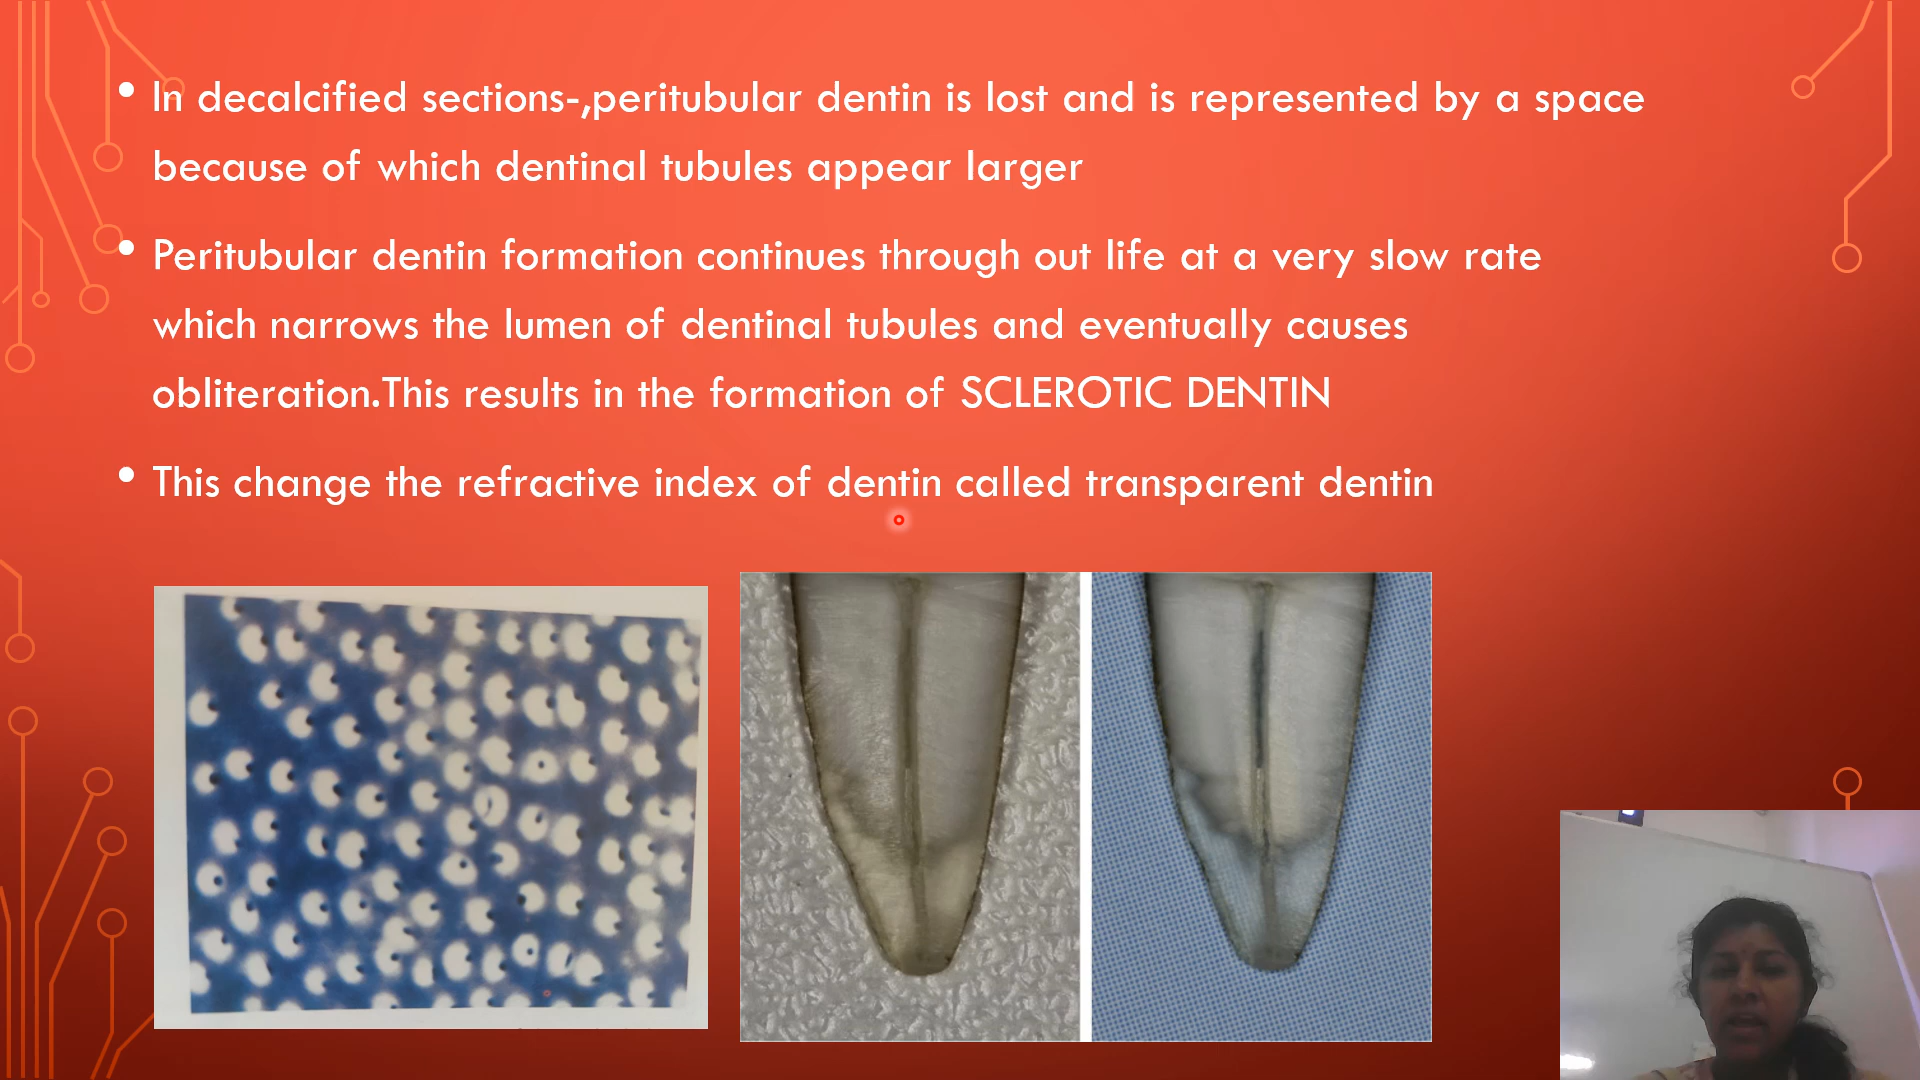 In decalcified sections-,peritubular dentin is lost and is represented by a space
because of which dentinal tubules appear larger
Peritubular dentin formation continues through out life at a very slow rate
which narrows the lumen of dentinal tubules and eventually causes
obliteration.This results in the formation of SCLEROTIC DENTIN
This change the refractive index of dentin called transparent dentin